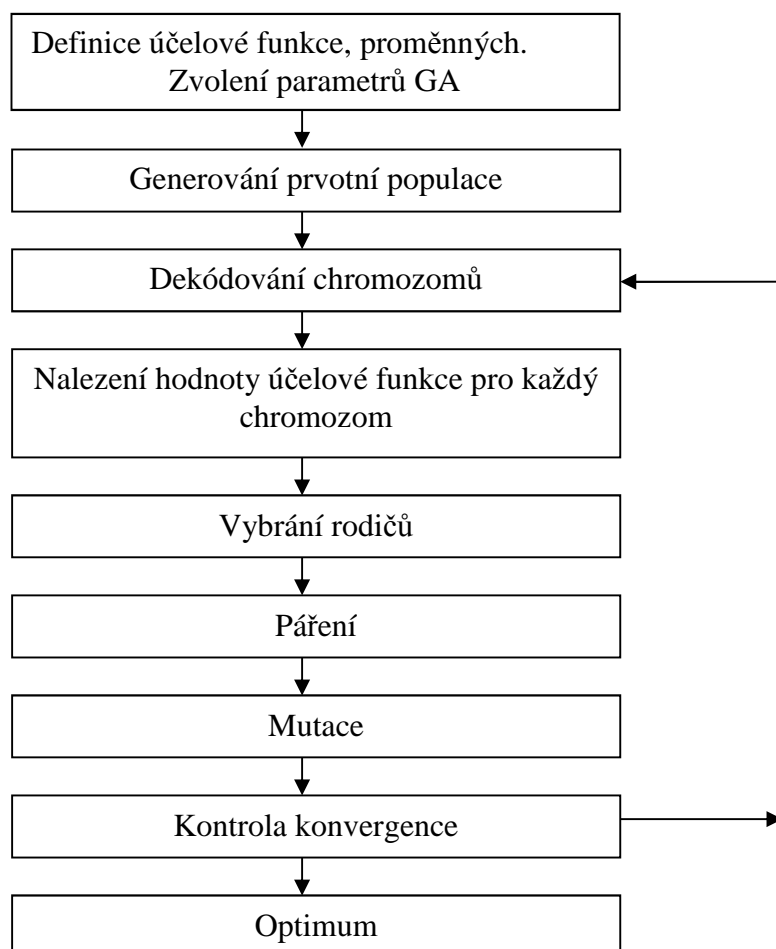 Definice účelové funkce, proměnných.
Zvolení parametrů GA
Generování prvotní populace
Dekódování chromozomů
Nalezení hodnoty účelové funkce pro každý
chromozom
Vybrání rodičů
Páření
Mutace
Kontrola konvergence
Optimum